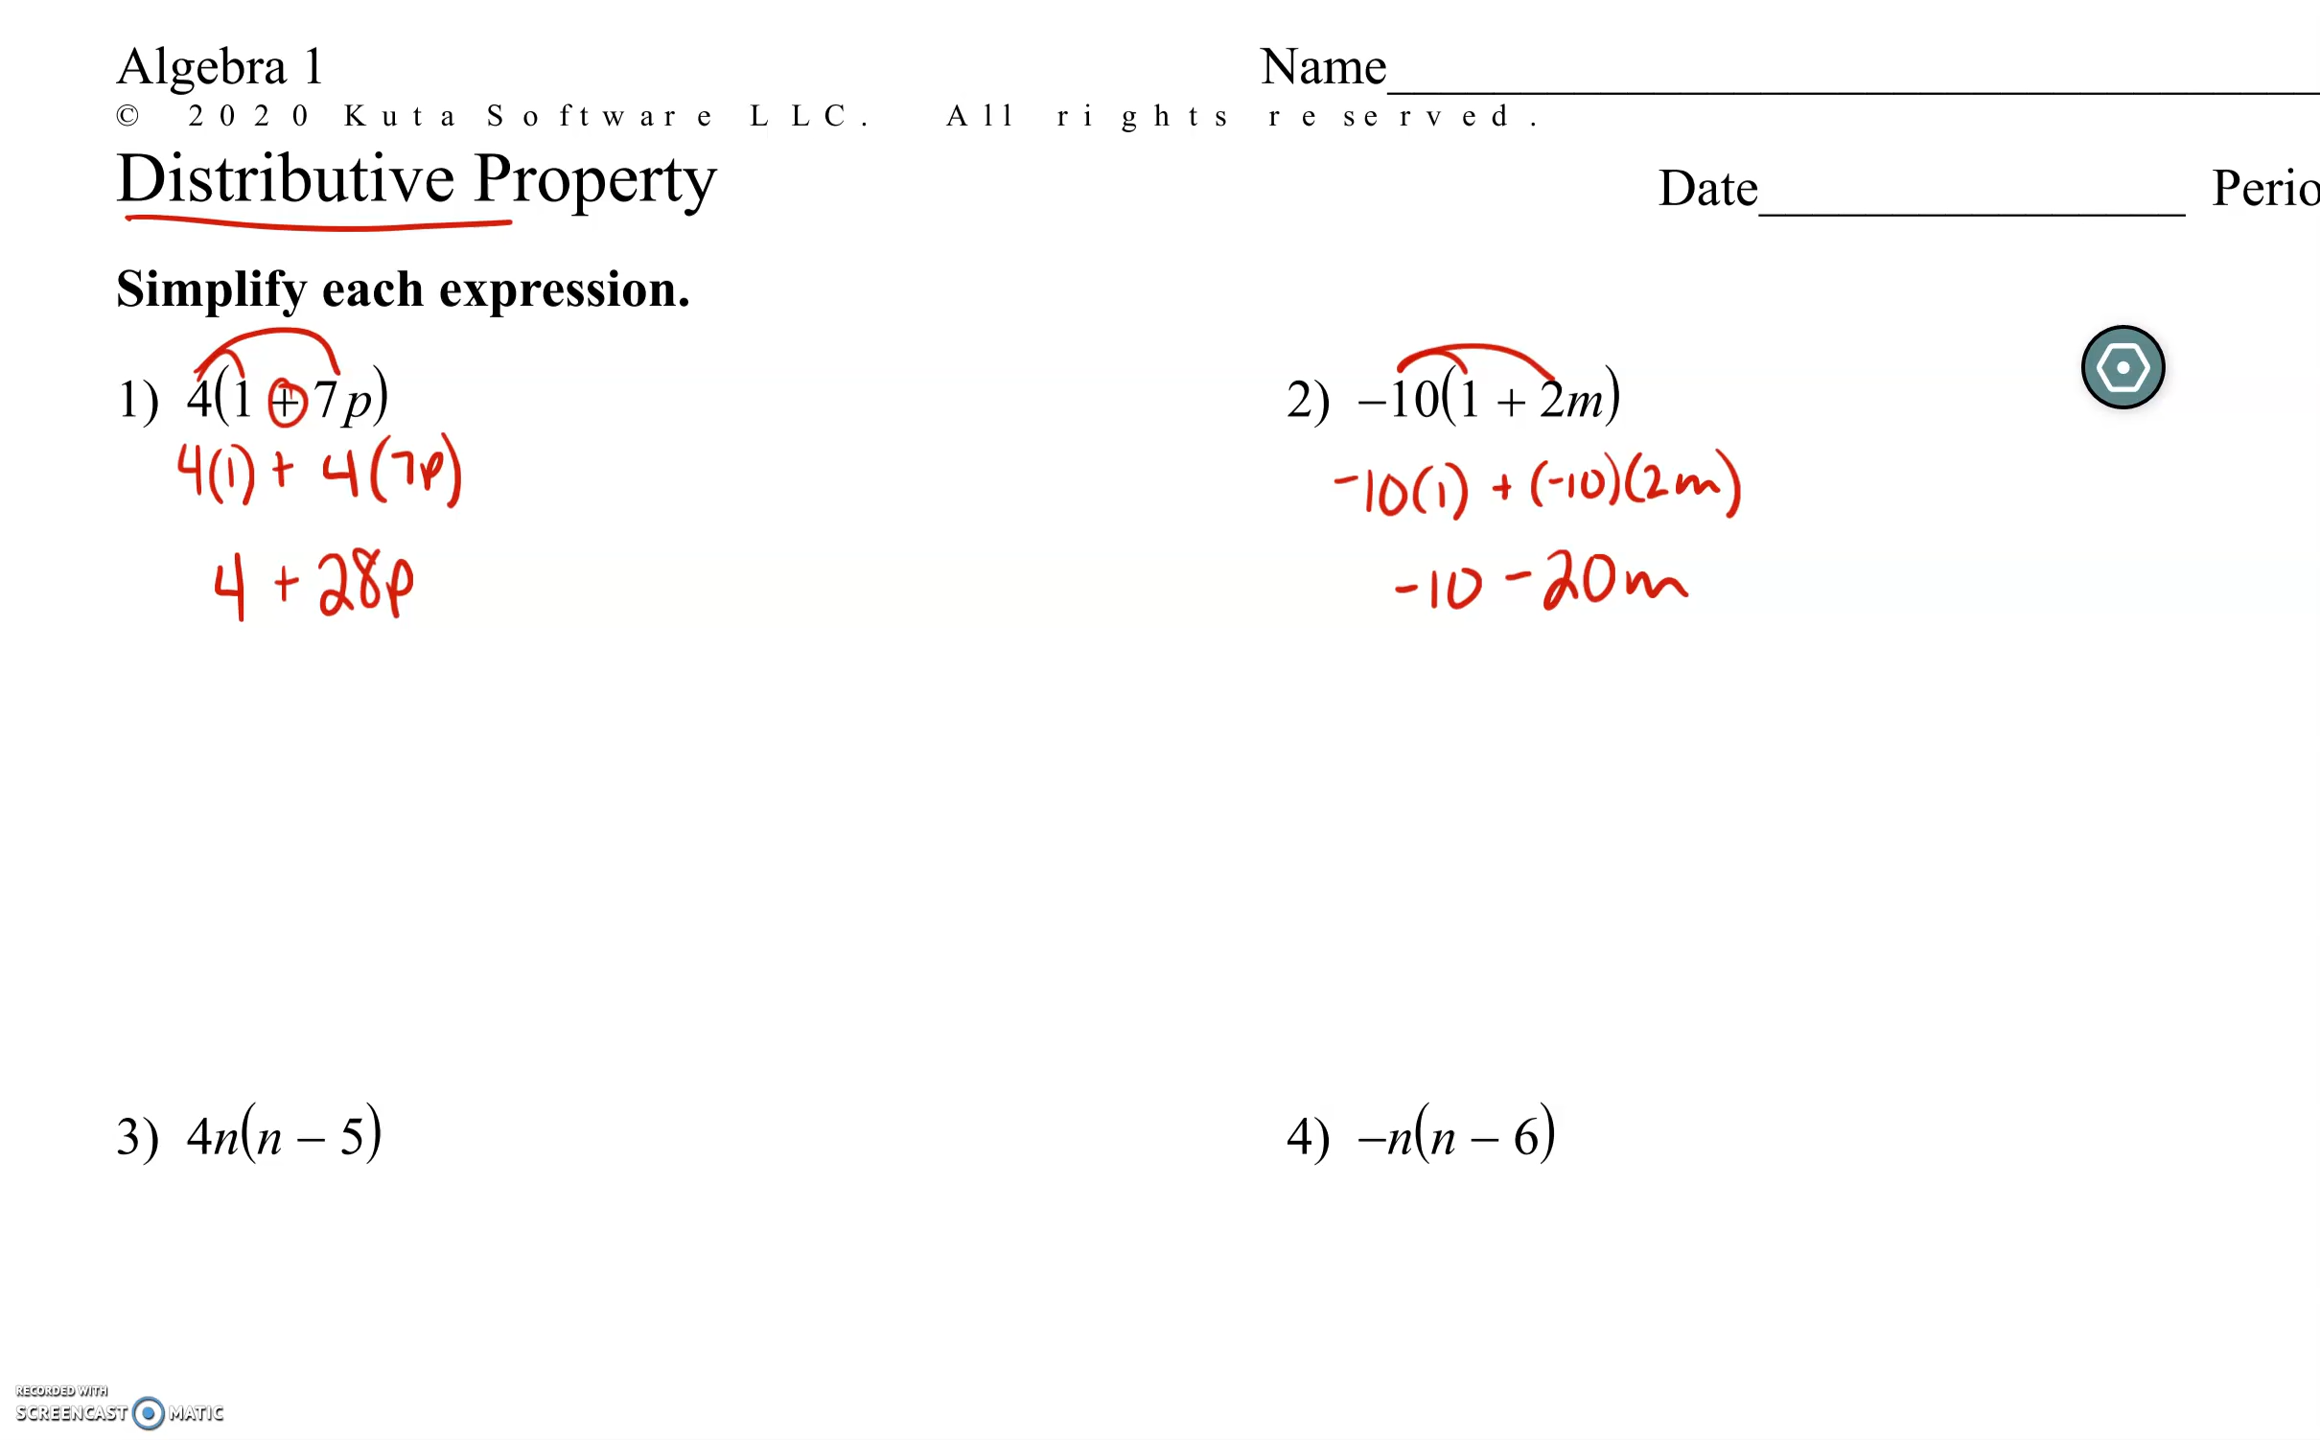 Algebra 1 Name
© 2020 Kuta Software LLC. All rights reserved.
Distributive Property Date Perio
Simplify each expression.
1) 4(1 + 7p)
4(1) + 4(7p)
4 + 28p
2) −10(1 + 2m)
-10(1) + (-10)(2m)
-10 - 20m
3) 4n(n − 5)
4) −n(n − 6)
RECORDED WITH
SCREENCAST MATIC